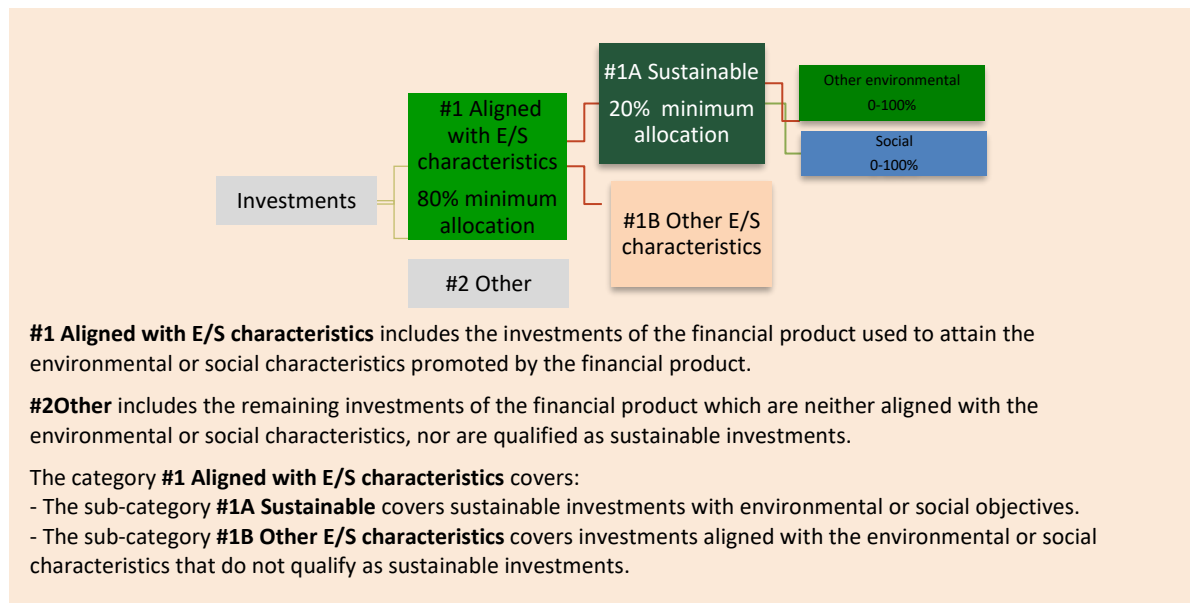 Investments
#1 Aligned
with E/S
characteristics
80% minimum
allocation
#2 Other
#1A Sustainable
20% minimum
allocation
#1B Other E/S
characteristics
Other environmental
0-100%
Social
0-100%
#1 Aligned with E/S characteristics includes the investments of the financial product used to attain the
environmental or social characteristics promoted by the financial product.
#2Other includes the remaining investments of the financial product which are neither aligned with the
environmental or social characteristics, nor are qualified as sustainable investments.
The category #1 Aligned with E/S characteristics covers:
- The sub-category #1A Sustainable covers sustainable investments with environmental or social objectives.
- The sub-category #1B Other E/S characteristics covers investments aligned with the environmental or social
characteristics that do not qualify as sustainable investments.